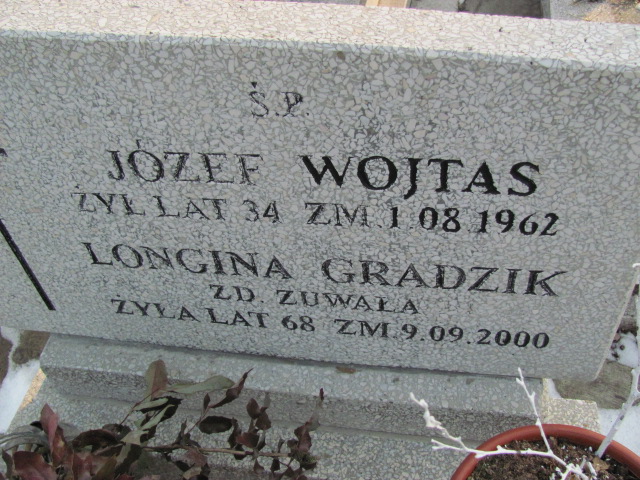 Ś.P.
JÓZEF WOJTAS
ŻYŁ LAT 34 ZM.1.08.1962
LONGINA GRADZIK
ZD. ZUWAŁA
ŻYŁA LAT 68 ZM.9.09.2000